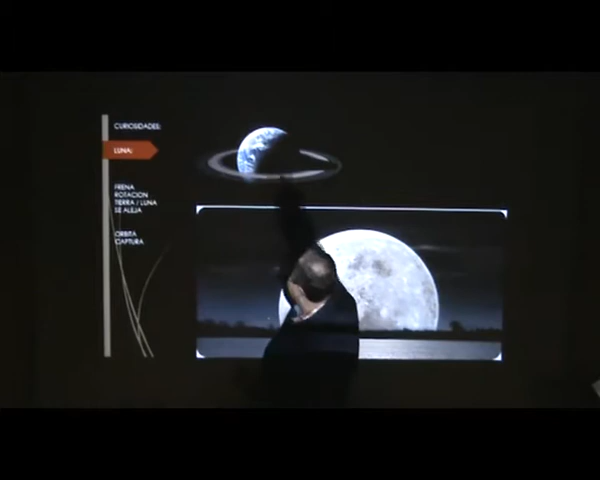 CURIOSIDADES:
LUNA:
FRENA
ROTACION
TIERRA / LUNA
SE ALEJA
ORBITA
CAPTURA